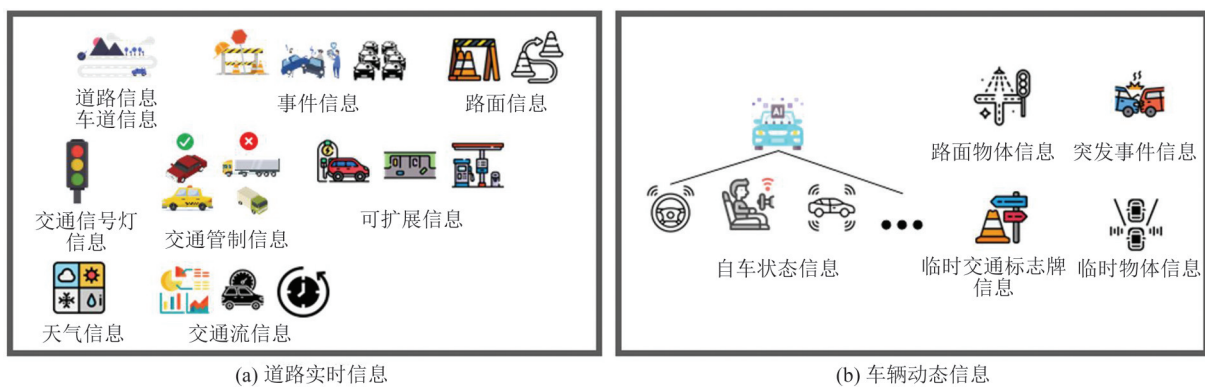 道路信息
车道信息
事件信息
路面信息
交通信号灯
信息
交通管制信息
可扩展信息
天气信息
交通流信息
(a) 道路实时信息
AI
路面物体信息
突发事件信息
自车状态信息
临时交通标志牌
信息
临时物体信息
(b) 车辆动态信息